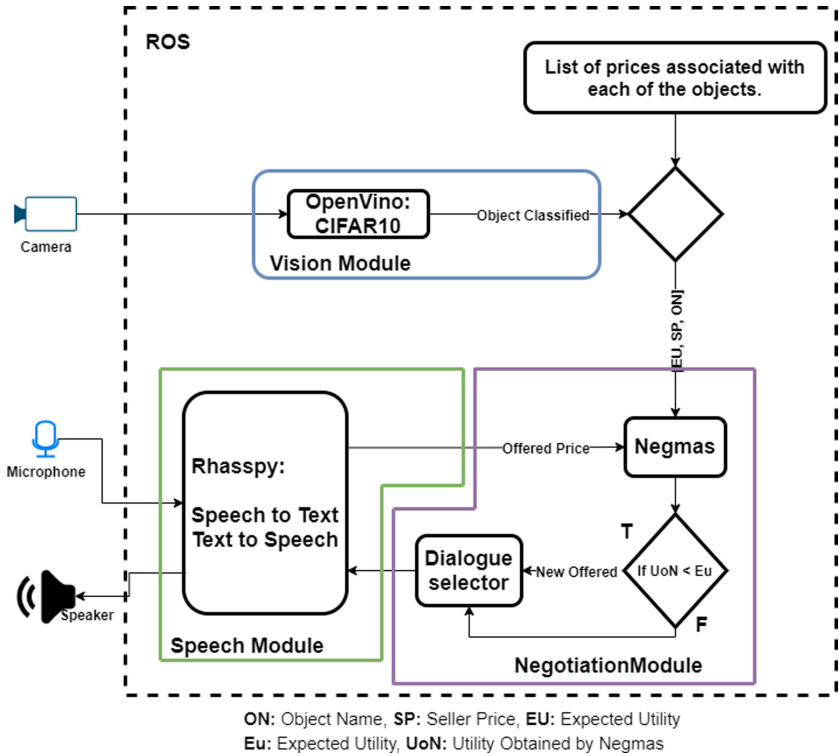 ROS
List of prices associated with
each of the objects.
OpenVino:
CIFAR10
Object Classified
Camera
Vision Module
[EU, SP, ON]
Rhasspy:
Speech to Text
Text to Speech
Offered Price
Negmas
Microphone
T
Dialogue
selector
New Offered
If UoN < Eu
Speaker
F
Speech Module
NegotiationModule
ON: Object Name, SP: Seller Price, EU: Expected Utility
Eu: Expected Utility, UoN: Utility Obtained by Negmas